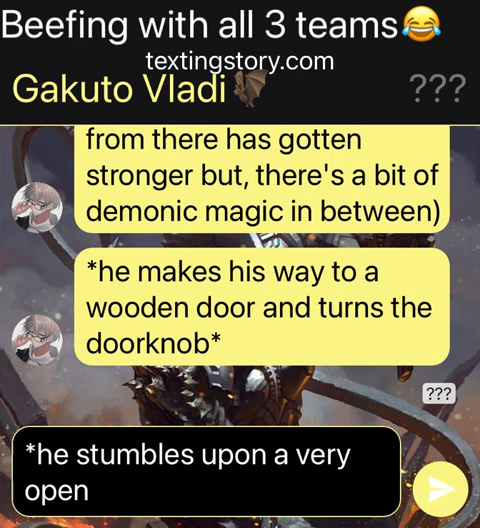 Beefing with all 3 teams😂
textingstory.com
Gakuto Vladi🦇
???
from there has gotten
stronger but, there's a bit of
demonic magic in between)
*he makes his way to a
wooden door and turns the
doorknob*
???
*he stumbles upon a very
open